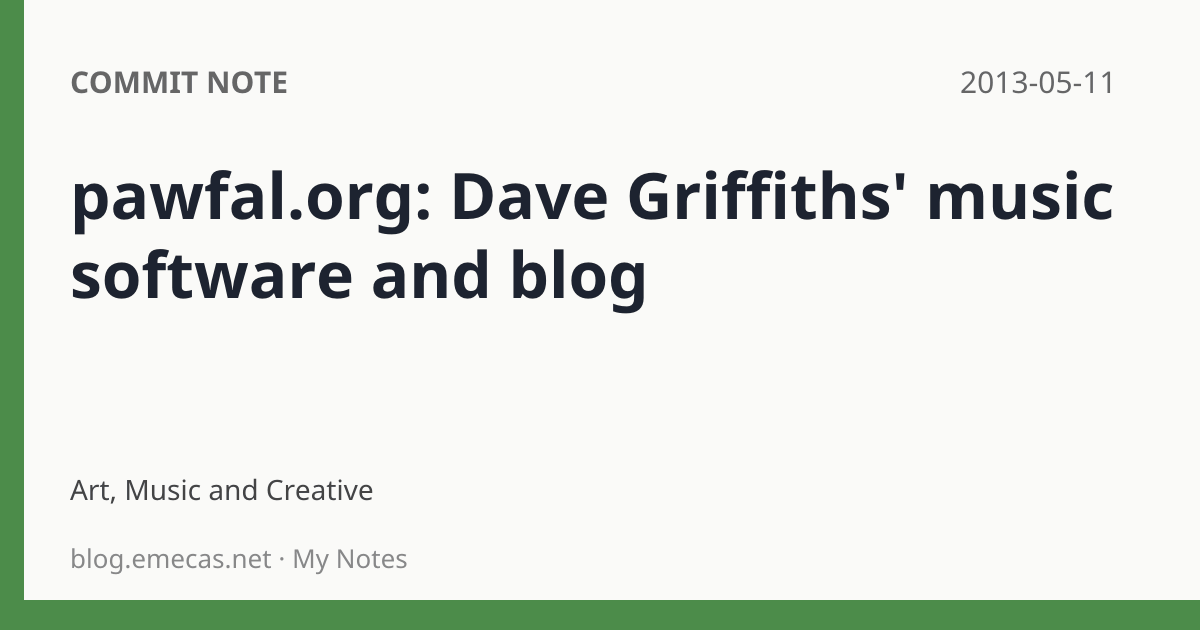 COMMIT NOTE
2013-05-11
pawfal.org: Dave Griffiths' music
software and blog
Art, Music and Creative
blog.emecas.net · My Notes